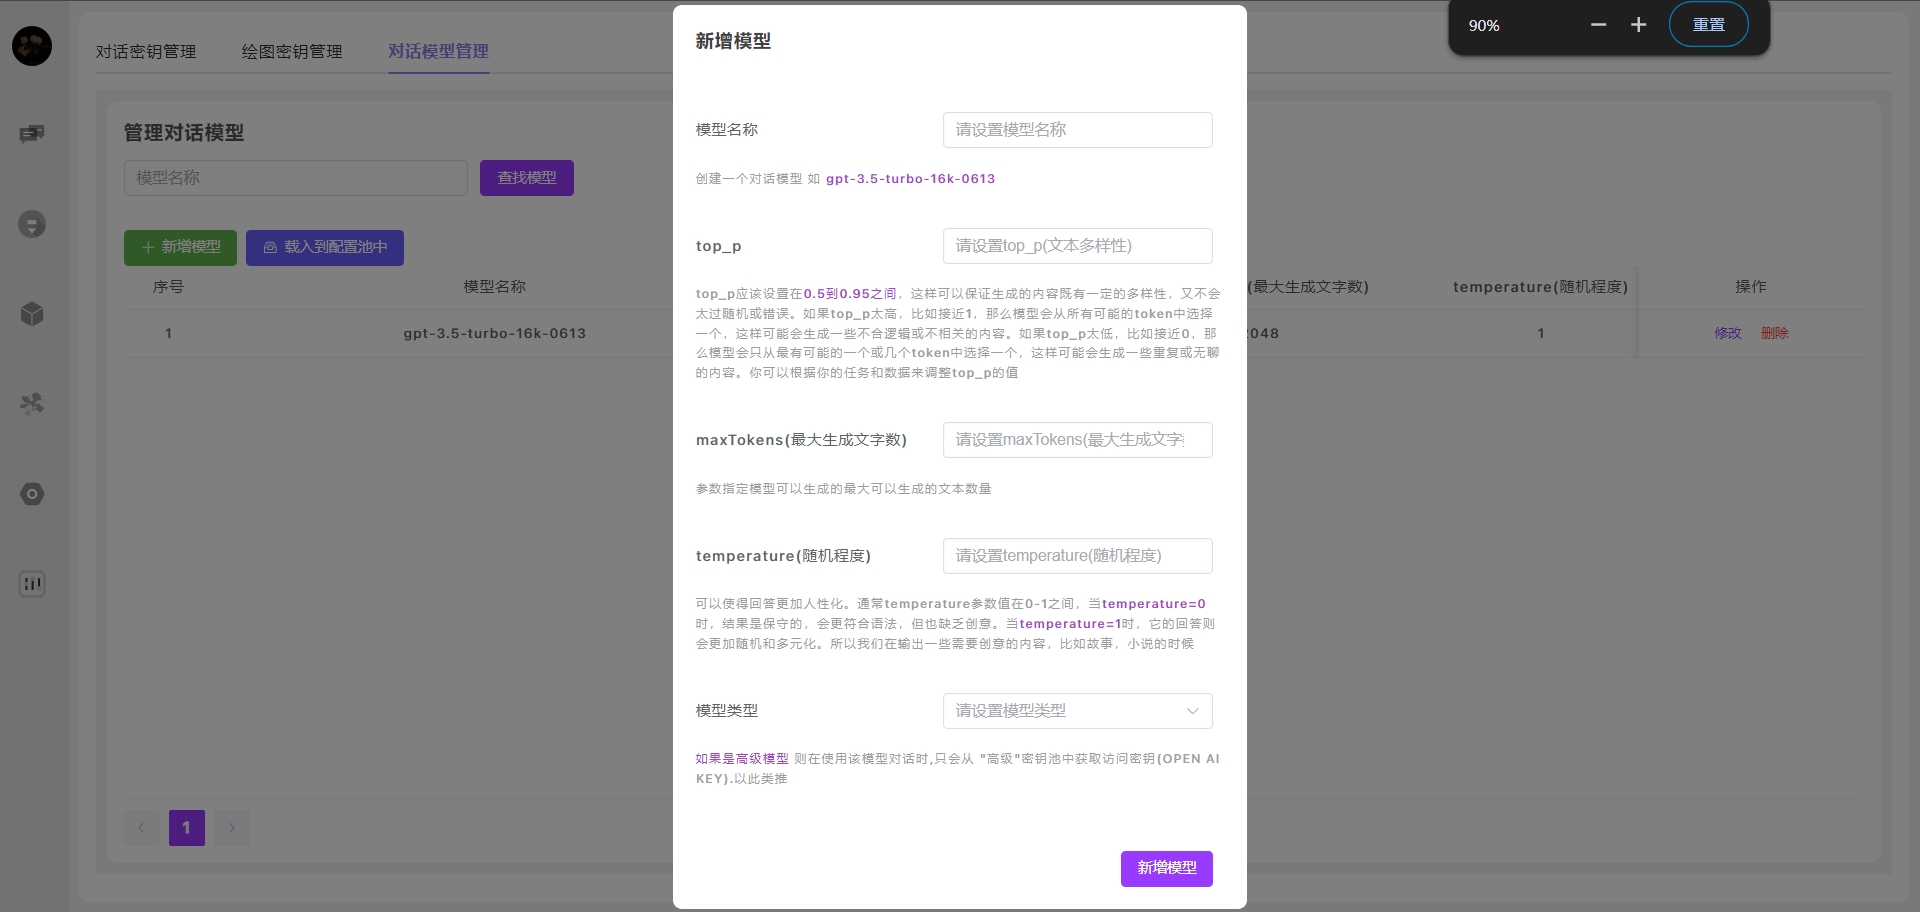 90%
重置
对话密钥管理
绘图密钥管理
对话模型管理
管理对话模型
模型名称
查找模型
新增模型
载入到配置池中
序号
模型名称
(最大生成文字数)
temperature(随机程度)
操作
1
gpt-3.5-turbo-16k-0613
2048
1
修改
删除
1
新增模型
模型名称
请设置模型名称
创建一个对话模型 如 gpt-3.5-turbo-16k-0613
top_p
请设置top_p(文本多样性)
top_p应该设置在0.5到0.95之间，这样可以保证生成的内容既有一定的多样性，又不会
太过随机或错误。如果top_p太高，比如接近1，那么模型会从所有可能的token中选择
一个，这样可能会生成一些不合逻辑或不相关的内容。如果top_p太低，比如接近0，那
么模型会只从最有可能的一个或几个token中选择一个，这样可能会生成一些重复或无聊
的内容。你可以根据你的任务和数据来调整top_p的值
maxTokens(最大生成文字数)
请设置maxTokens(最大生成文字
参数指定模型可以生成的最大可以生成的文本数量
temperature(随机程度)
请设置temperature(随机程度)
可以使得回答更加人性化。通常temperature参数值在0-1之间，当temperature=0
时，结果是保守的，会更符合语法，但也缺乏创意。当temperature=1时，它的回答则
会更加随机和多元化。所以我们在输出一些需要创意的内容，比如故事，小说的时候
模型类型
请设置模型类型
如果是高级模型 则在使用该模型对话时,只会从 "高级"密钥池中获取访问密钥(OPEN AI
KEY).以此类推
新增模型